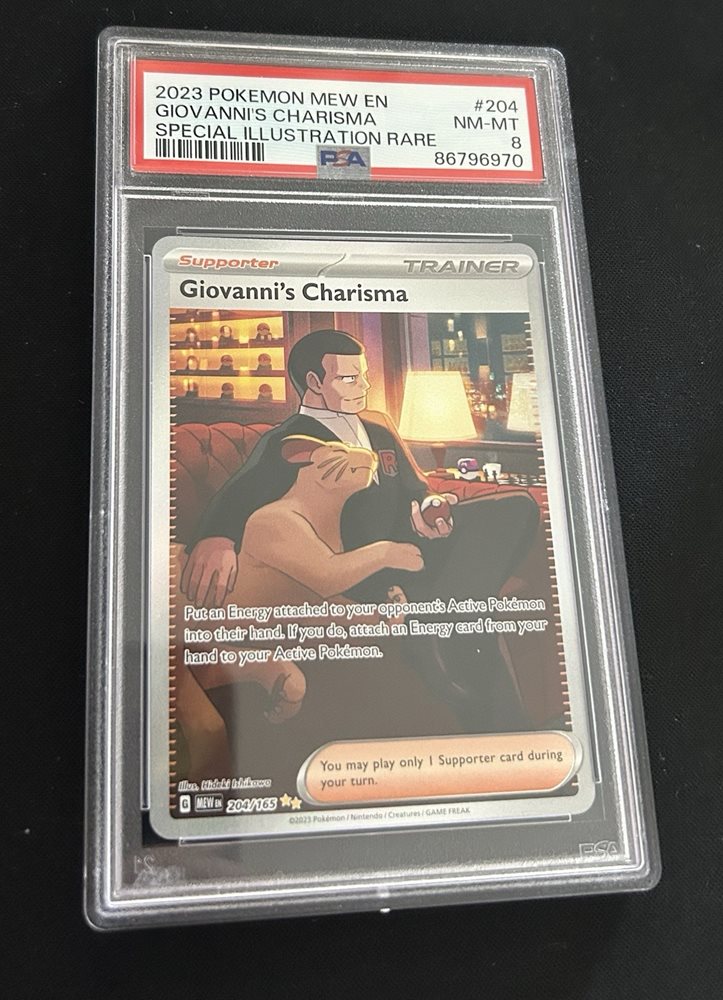 2023 POKEMON MEW EN #204
GIOVANNI'S CHARISMA NM-MT
SPECIAL ILLUSTRATION RARE 8
PSA 86796970
Supporter TRAINER
Giovanni's Charisma
R
Put an Energy attached to your opponent's Active Pokémon
into their hand. If you do, attach an Energy card from your
hand to your Active Pokémon.
You may play only 1 Supporter card during
your turn.
Illus. Hideki Ishikawa
G MEW EN 204/165
©2023 Pokémon / Nintendo / Creatures / GAME FREAK
PSA